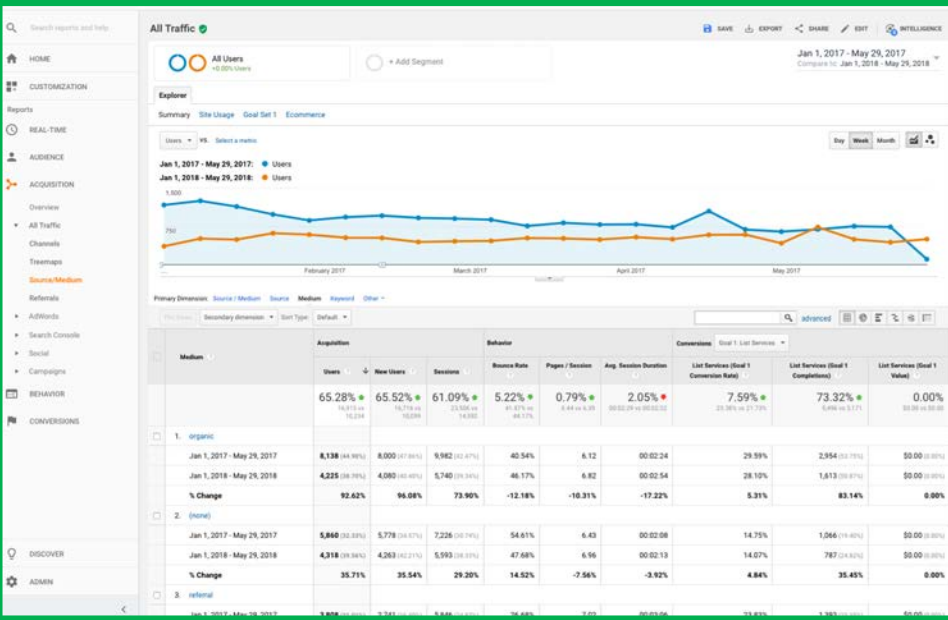 Search reports and help
All Traffic
SAVE EXPORT SHARE EDIT INTELLIGENCE
HOME
CUSTOMIZATION
Reports
REAL-TIME
AUDIENCE
ACQUISITION
Overview
All Traffic
Channels
Treemaps
Source/Medium
Referrals
AdWords
Search Console
Social
Campaigns
BEHAVIOR
CONVERSIONS
DISCOVER
ADMIN
All Users
+0.00% Users
+ Add Segment
Jan 1, 2017 - May 29, 2017
Compare to: Jan 1, 2018 - May 29, 2018
Explorer
Summary Site Usage Goal Set 1 Ecommerce
Users VS. Select a metric
Day Week Month
Jan 1, 2017 - May 29, 2017: Users
Jan 1, 2018 - May 29, 2018: Users
1,500
750
February 2017 March 2017 April 2017 May 2017
Primary Dimension: Source / Medium Source Medium Keyword Other
Secondary dimension Sort Type: Default
advanced
Acquisition Behavior Conversions Goal 1: List Services
Medium
Users New Users Sessions Bounce Rate Pages / Session Avg. Session Duration List Services (Goal 1 Conversion Rate) List Services (Goal 1 Completions) List Services (Goal 1 Value)
65.28% 65.52% 61.09% 5.22% 0.79% 2.05% 7.59% 73.32% 0.00%
1. organic
Jan 1, 2017 - May 29, 2017 8,138 8,000 9,982 40.54% 6.12 00:02:24 29.59% 2,954 $0.00
Jan 1, 2018 - May 29, 2018 4,225 4,080 5,740 46.17% 6.82 00:02:54 28.10% 1,613 $0.00
% Change 92.62% 96.08% 73.90% -12.18% -10.31% -17.22% 5.31% 83.14% 0.00%
2. (none)
Jan 1, 2017 - May 29, 2017 5,860 5,778 7,226 54.61% 6.43 00:02:08 14.75% 1,066 $0.00
Jan 1, 2018 - May 29, 2018 4,318 4,263 5,593 47.68% 6.96 00:02:13 14.07% 787 $0.00
% Change 35.71% 35.54% 29.20% 14.52% -7.56% -3.92% 4.84% 35.45% 0.00%
3. referral